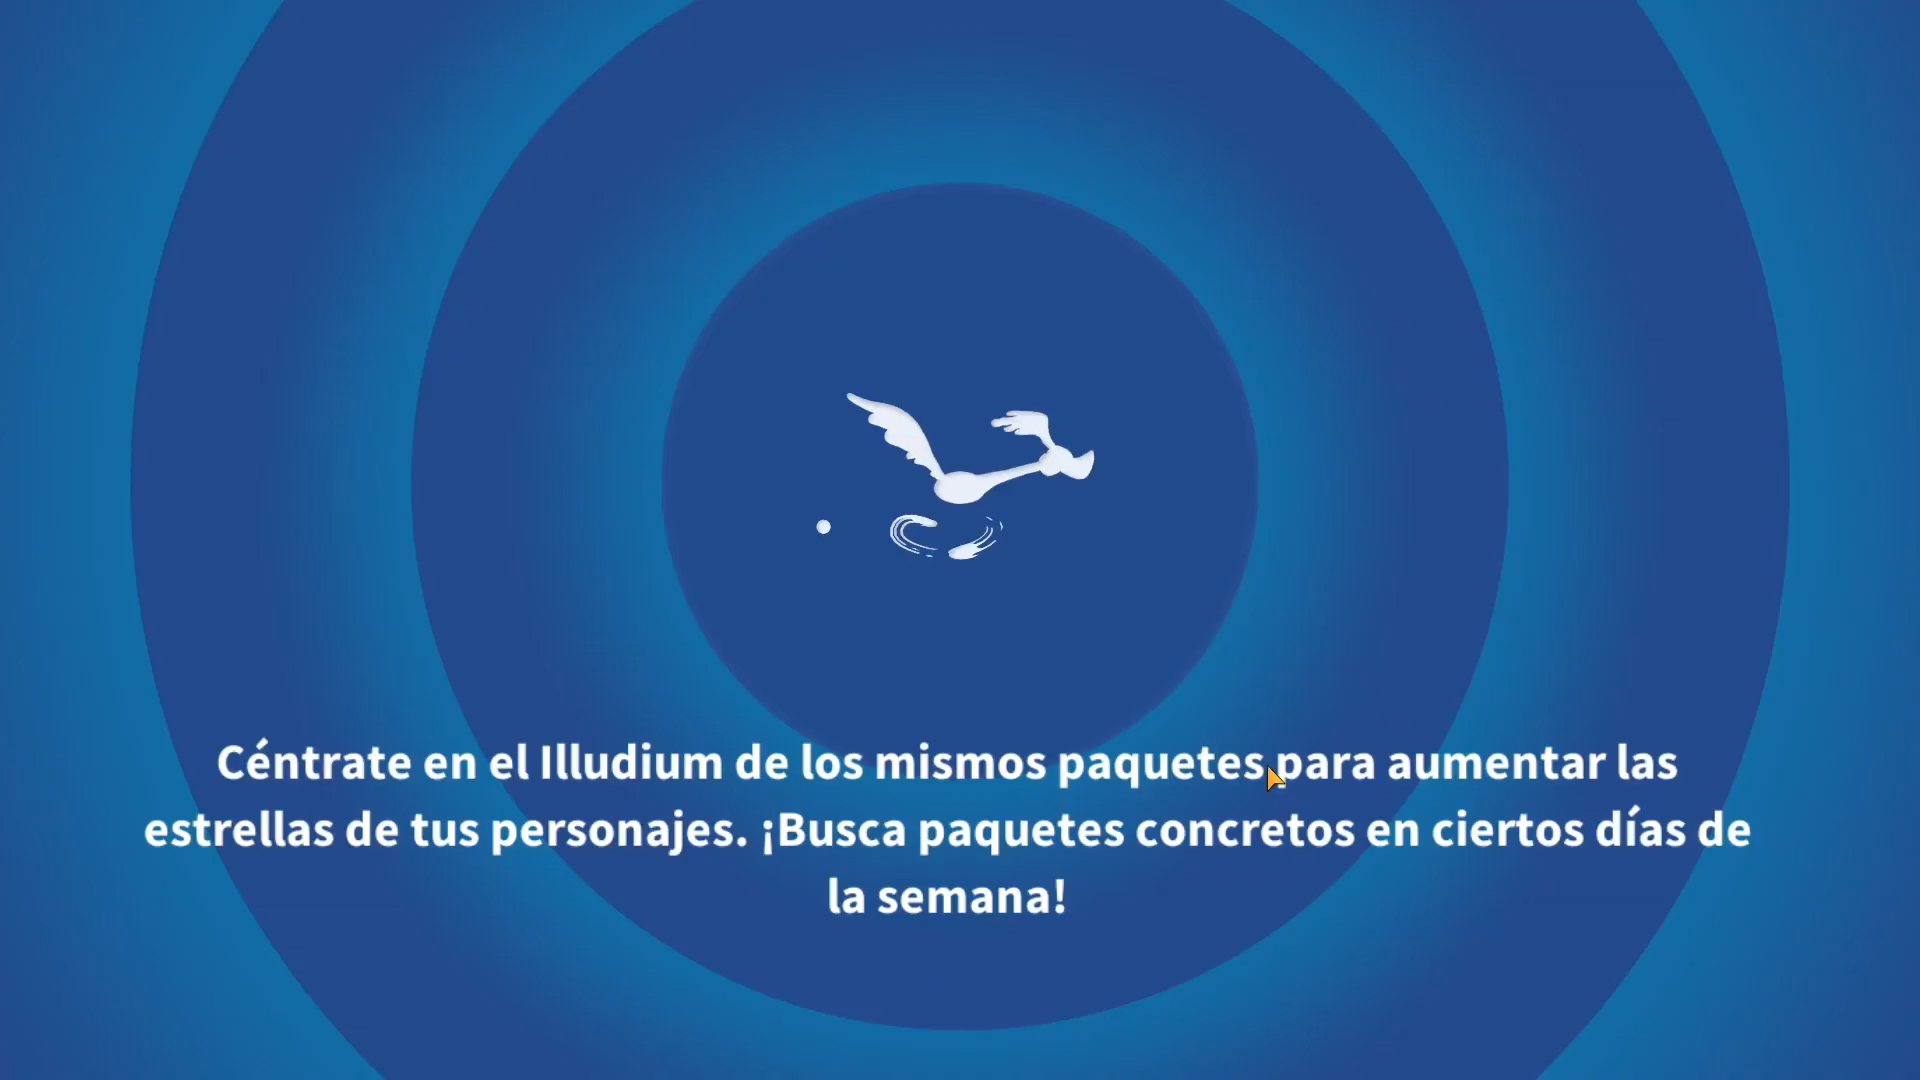 Céntrate en el Illudium de los mismos paquetes para aumentar las
estrellas de tus personajes. ¡Busca paquetes concretos en ciertos días de
la semana!